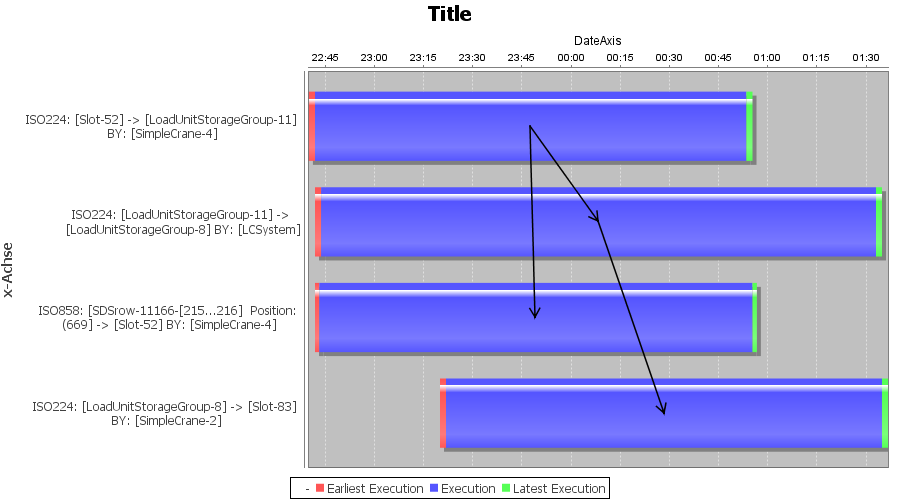 Title
DateAxis
22:45 23:00 23:15 23:30 23:45 00:00 00:15 00:30 00:45 01:00 01:15 01:30
x-Achse
ISO224: [Slot-52] -> [LoadUnitStorageGroup-11]
BY: [SimpleCrane-4]
ISO224: [LoadUnitStorageGroup-11] ->
[LoadUnitStorageGroup-8] BY: [LCSystem]
ISO858: [SDSrow-11166-[215...216] Position:
(669] -> [Slot-52] BY: [SimpleCrane-4]
ISO224: [LoadUnitStorageGroup-8] -> [Slot-83]
BY: [SimpleCrane-2]
- Earliest Execution Execution Latest Execution